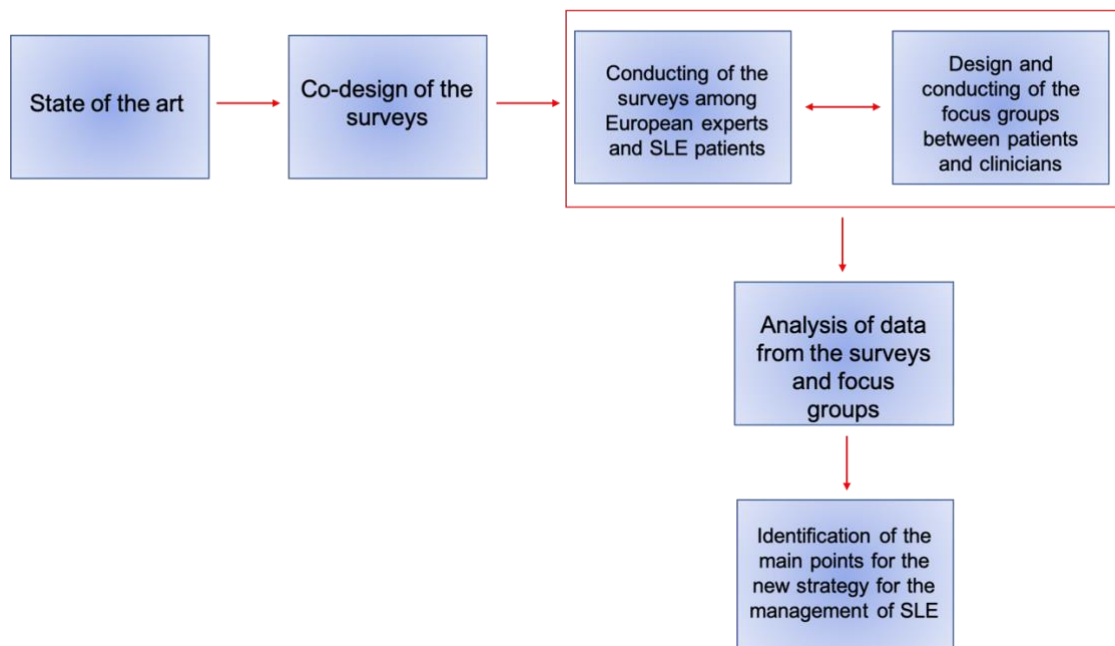 State of the art
Co-design of the
surveys
Conducting of the
surveys among
European experts
and SLE patients
Design and
conducting of the
focus groups
between patients
and clinicians
Analysis of data
from the surveys
and focus
groups
Identification of the
main points for the
new strategy for the
management of SLE